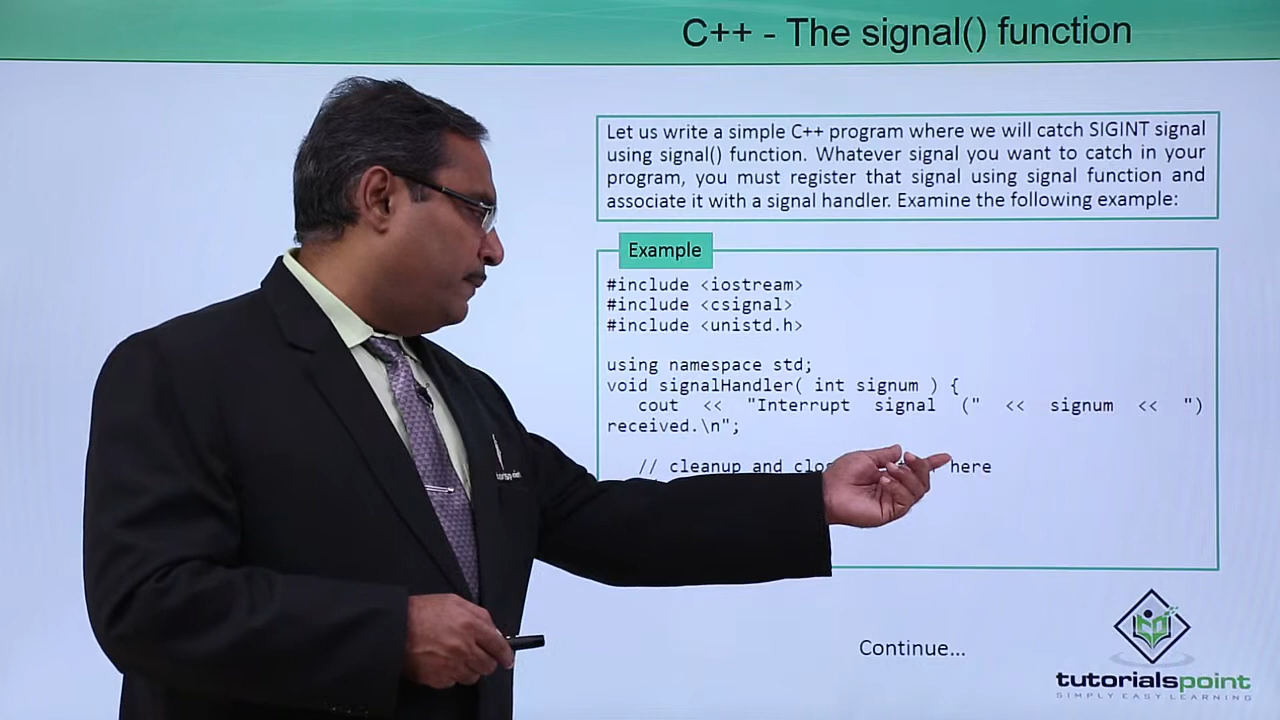 C++ - The signal() function
Let us write a simple C++ program where we will catch SIGINT signal
using signal() function. Whatever signal you want to catch in your
program, you must register that signal using signal function and
associate it with a signal handler. Examine the following example:
Example
#include <iostream>
#include <csignal>
#include <unistd.h>
using namespace std;
void signalHandler( int signum ) {
cout << "Interrupt signal (" << signum << ")
received.\n";
// cleanup and here
Continue...
tutorialspoint
SIMPLY EASY LEARNING